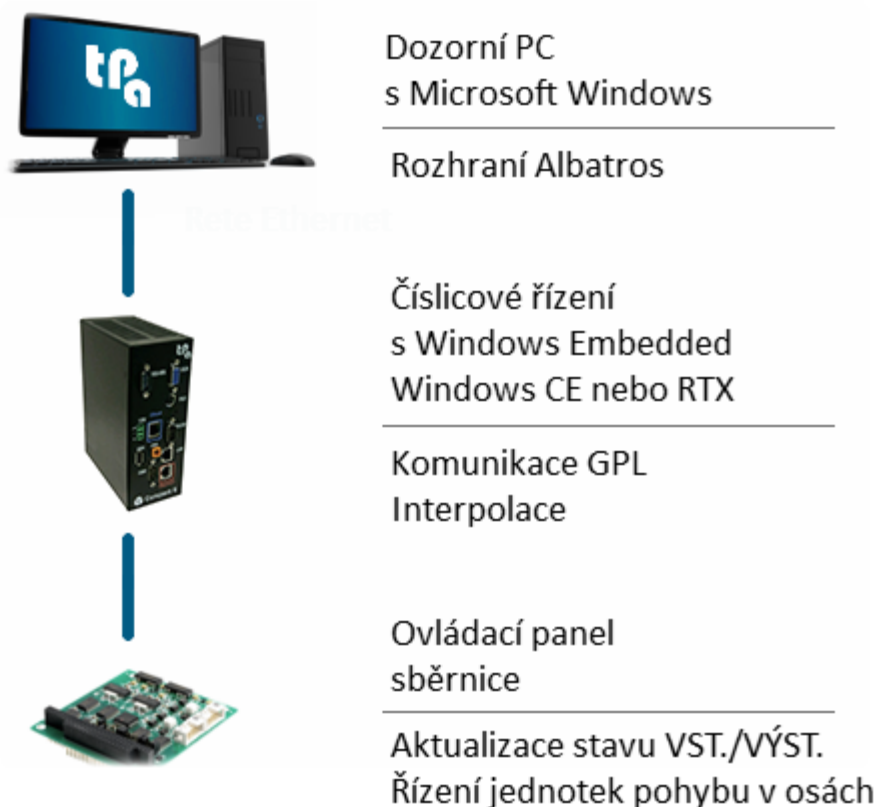 tpa
Dozorní PC
s Microsoft Windows
Rozhraní Albatros
Číslicové řízení
s Windows Embedded
Windows CE nebo RTX
Komunikace GPL
Interpolace
Ovládací panel
sběrnice
Aktualizace stavu VST./VÝST.
Řízení jednotek pohybu v osách